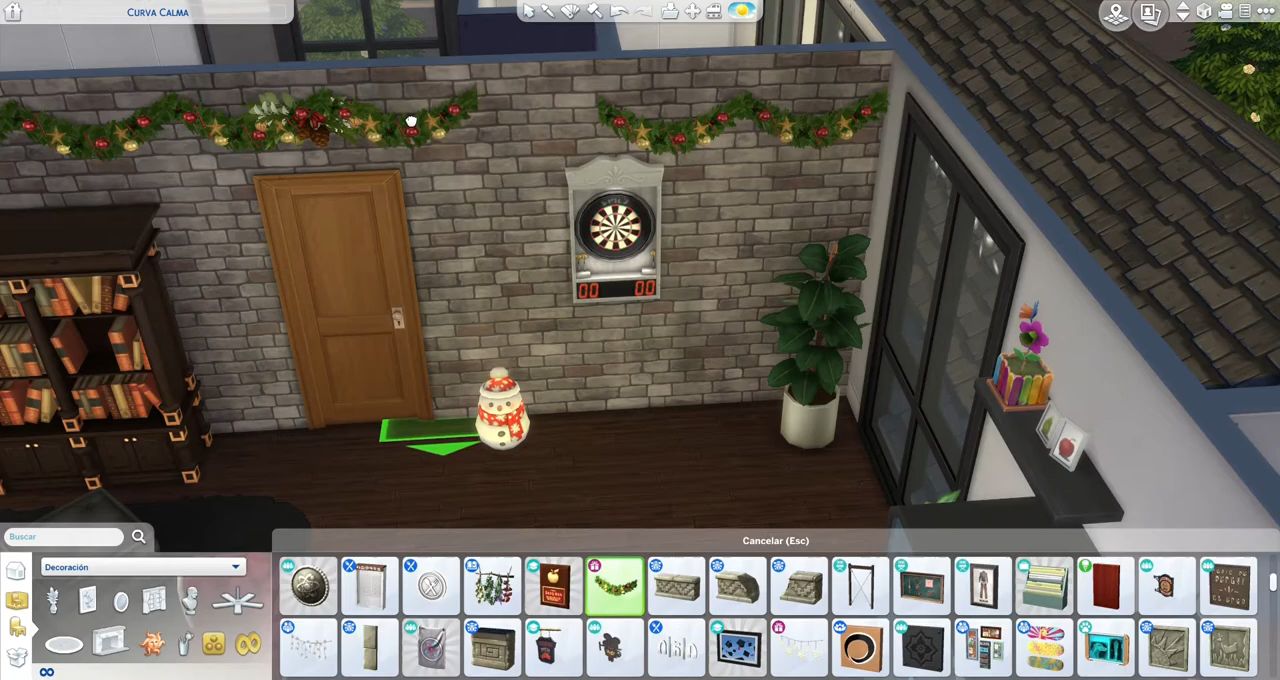 CURVA CALMA
00 00
Buscar
Cancelar (Esc)
Decoración